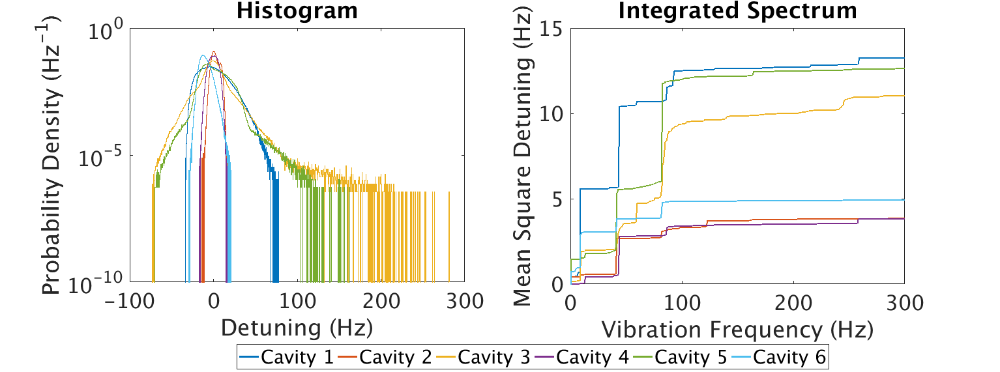 Histogram
Integrated Spectrum
Probability Density (Hz⁻¹)
10⁰
10⁻⁵
10⁻¹⁰
−100 0 100 200 300
Detuning (Hz)
Mean Square Detuning (Hz)
15
10
5
0
0 100 200 300
Vibration Frequency (Hz)
Cavity 1 Cavity 2 Cavity 3 Cavity 4 Cavity 5 Cavity 6